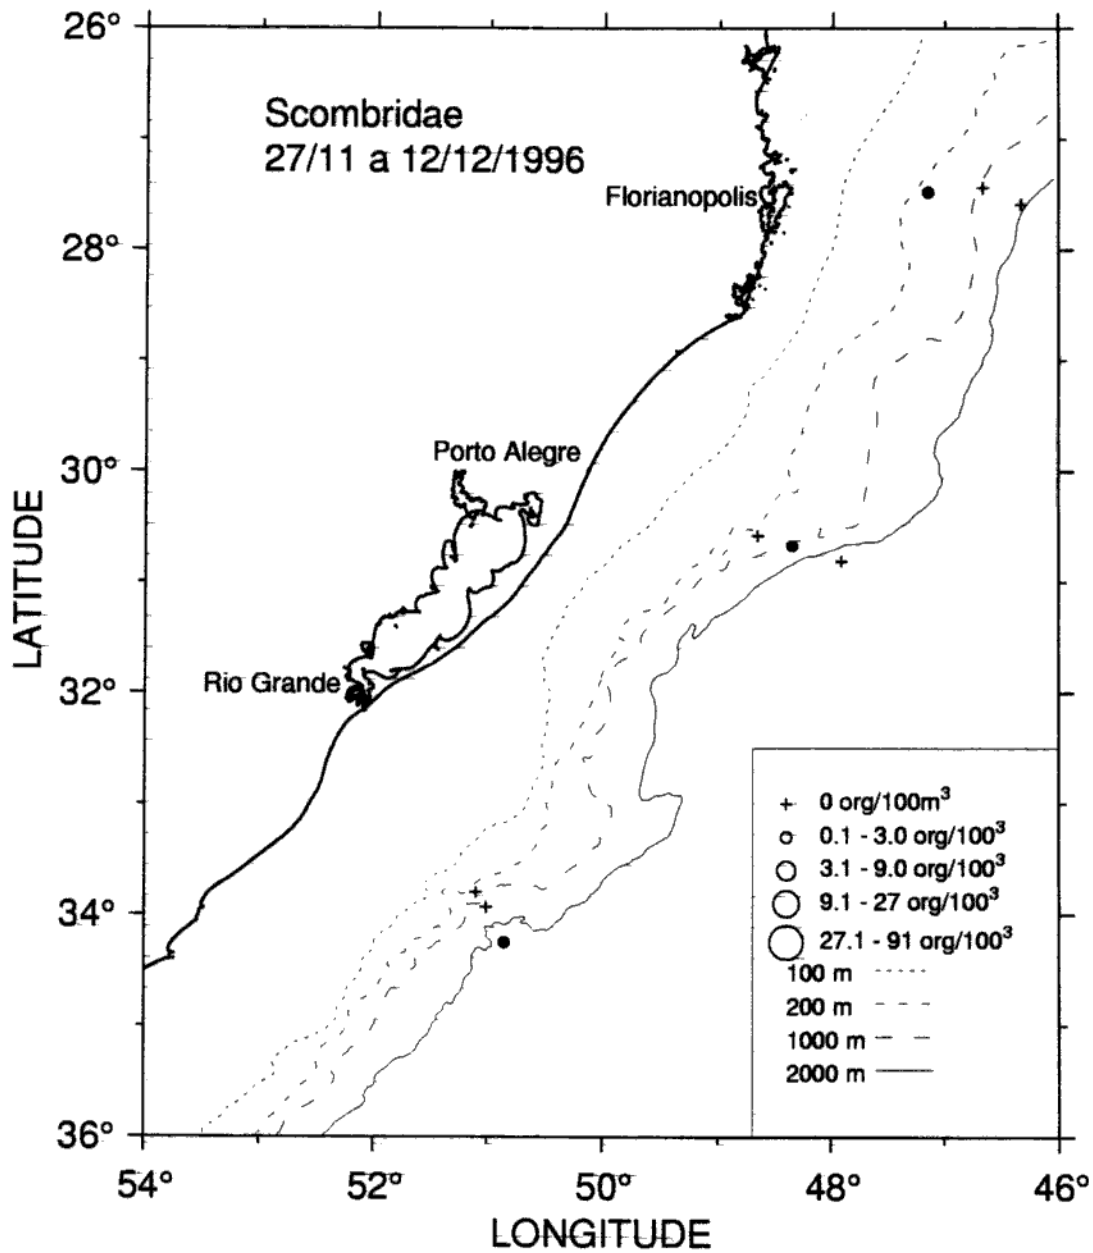 26°
Scombridae
27/11 a 12/12/1996
Florianopolis
28°
Porto Alegre
30°
LATITUDE
Rio Grande
32°
+ 0 org/100m³
0.1 - 3.0 org/100³
3.1 - 9.0 org/100³
34°
9.1 - 27 org/100³
27.1 - 91 org/100³
100 m
200 m
1000 m
2000 m
36°
54° 52° 50° 48° 46°
LONGITUDE